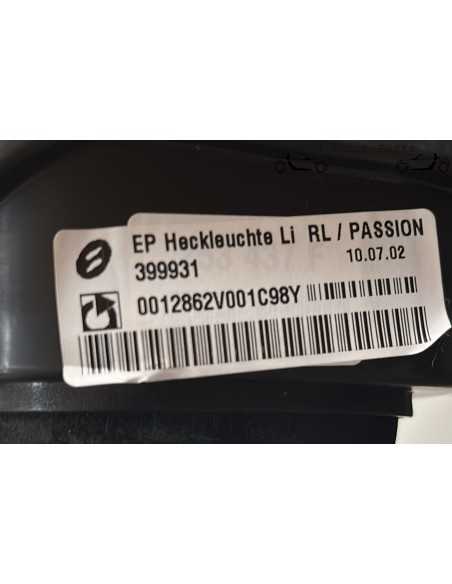 EP Heckleuchte Li RL / PASSION
399931 10.07.02
0012862V001C98Y